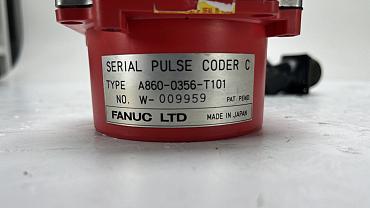 SERIAL PULSE CODER C
TYPE A860-0356-T101
NO. W-009959 PAT. PEND.
FANUC LTD MADE IN JAPAN